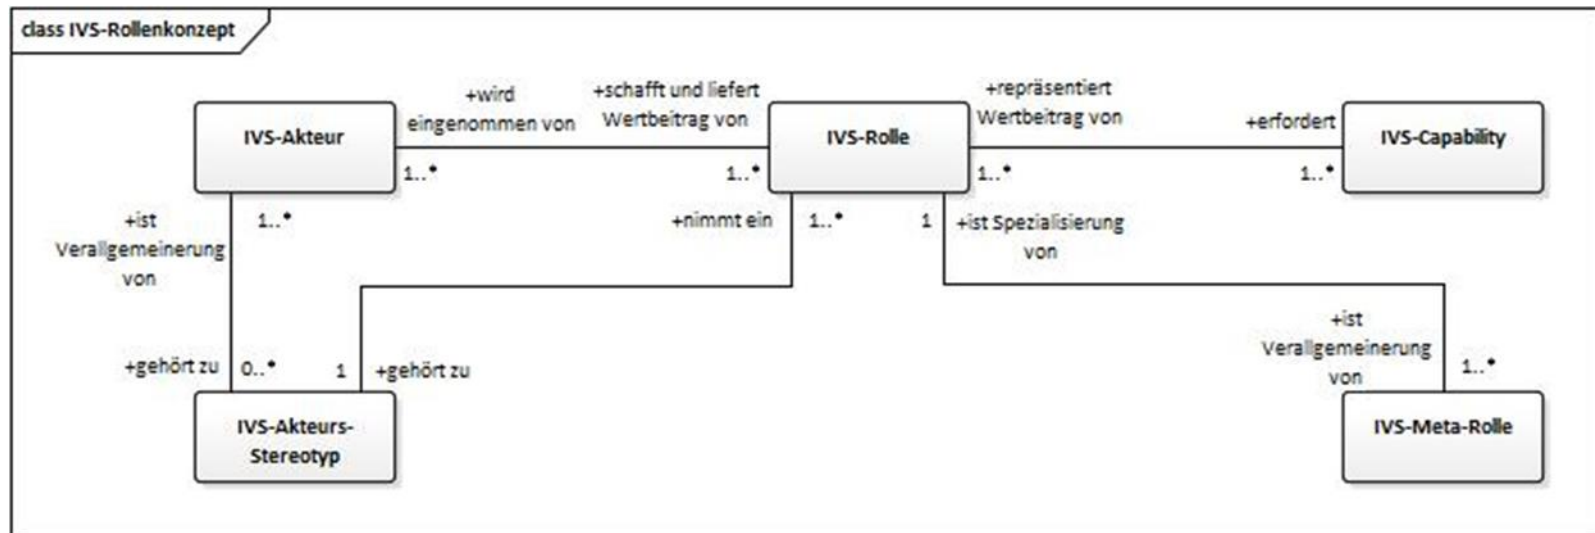 class IVS-Rollenkonzept
IVS-Akteur
+wird
eingenommen von
1..*
+schafft und liefert
Wertbeitrag von
1..*
IVS-Rolle
+repräsentiert
Wertbeitrag von
1..*
+erfordert
1..*
IVS-Capability
+ist
Verallgemeinerung
von
1..*
+nimmt ein
1..*
1
+ist Spezialisierung
von
+gehört zu
0..*
1
+gehört zu
+ist
Verallgemeinerung
von
1..*
IVS-Akteurs-
Stereotyp
IVS-Meta-Rolle